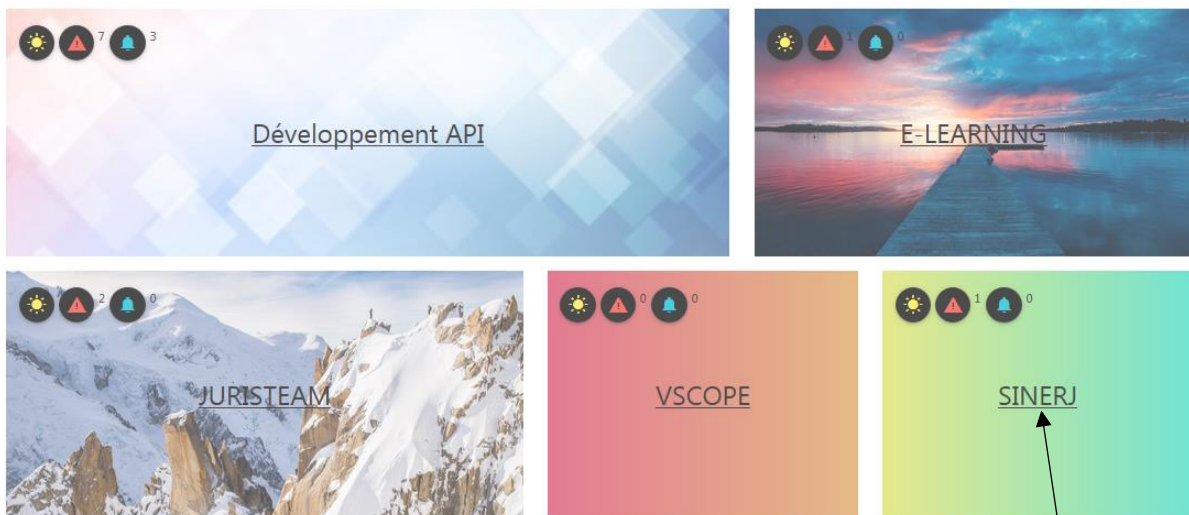 7 3
Développement API
1 0
E-LEARNING
2 0
JURISTEAM
0 0
VSCOPE
1 0
SINERJ